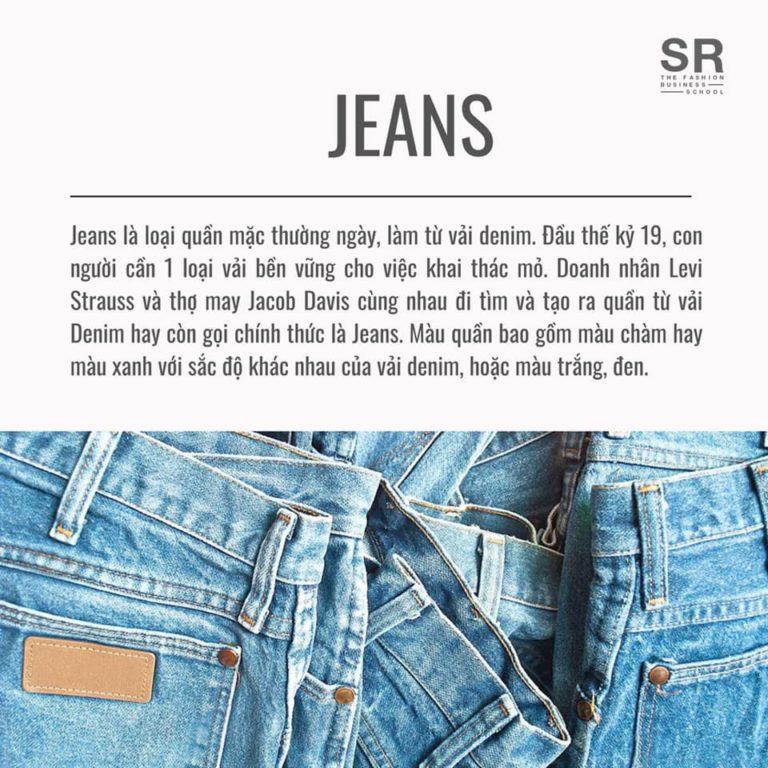 SR
THE FASHION
BUSINESS
SCHOOL
JEANS
Jeans là loại quần mặc thường ngày, làm từ vải denim. Đầu thế kỷ 19, con
người cần 1 loại vải bền vững cho việc khai thác mỏ. Doanh nhân Levi
Strauss và thợ may Jacob Davis cùng nhau đi tìm và tạo ra quần từ vải
Denim hay còn gọi chính thức là Jeans. Màu quần bao gồm màu chàm hay
màu xanh với sắc độ khác nhau của vải denim, hoặc màu trắng, đen.